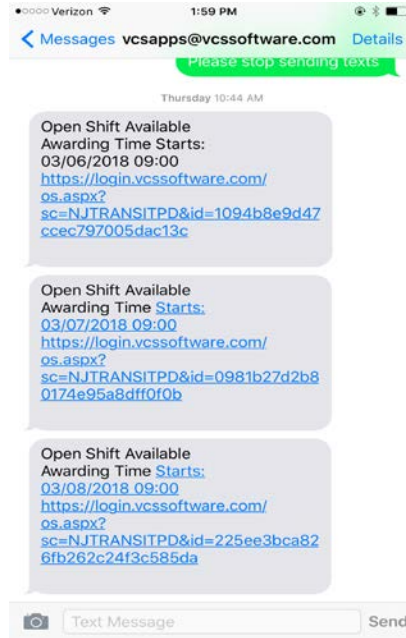 Verizon 1:59 PM
Messages vcsapps@vcssoftware.com Details
Please stop sending texts
Thursday 10:44 AM
Open Shift Available
Awarding Time Starts:
03/06/2018 09:00
https://login.vcssoftware.com/
os.aspx?
sc=NJTRANSITPD&id=1094b8e9d47
ccec797005dac13c
Open Shift Available
Awarding Time Starts:
03/07/2018 09:00
https://login.vcssoftware.com/
os.aspx?
sc=NJTRANSITPD&id=0981b27d2b8
0174e95a8dff0f0b
Open Shift Available
Awarding Time Starts:
03/08/2018 09:00
https://login.vcssoftware.com/
os.aspx?
sc=NJTRANSITPD&id=225ee3bca82
6fb262c24f3c585da
Text Message Send